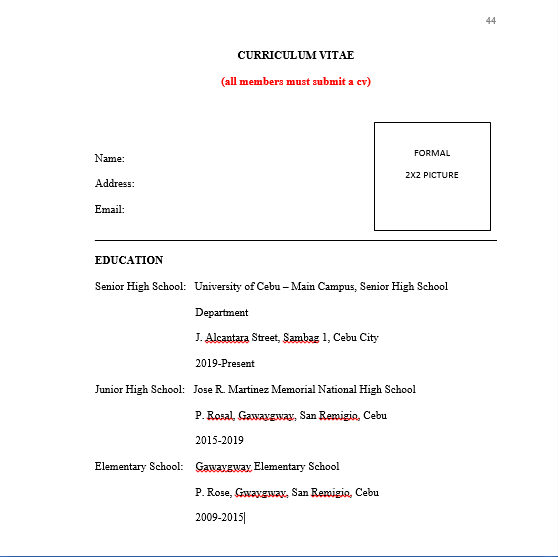 44
CURRICULUM VITAE
(all members must submit a cv)
FORMAL
2X2 PICTURE
Name:
Address:
Email:
EDUCATION
Senior High School: University of Cebu – Main Campus, Senior High School
Department
J. Alcantara Street, Sambag 1, Cebu City
2019-Present
Junior High School: Jose R. Martinez Memorial National High School
P. Rosal, Gawaygway, San Remigio, Cebu
2015-2019
Elementary School: Gawaygway Elementary School
P. Rose, Gwaygway, San Remigio, Cebu
2009-2015